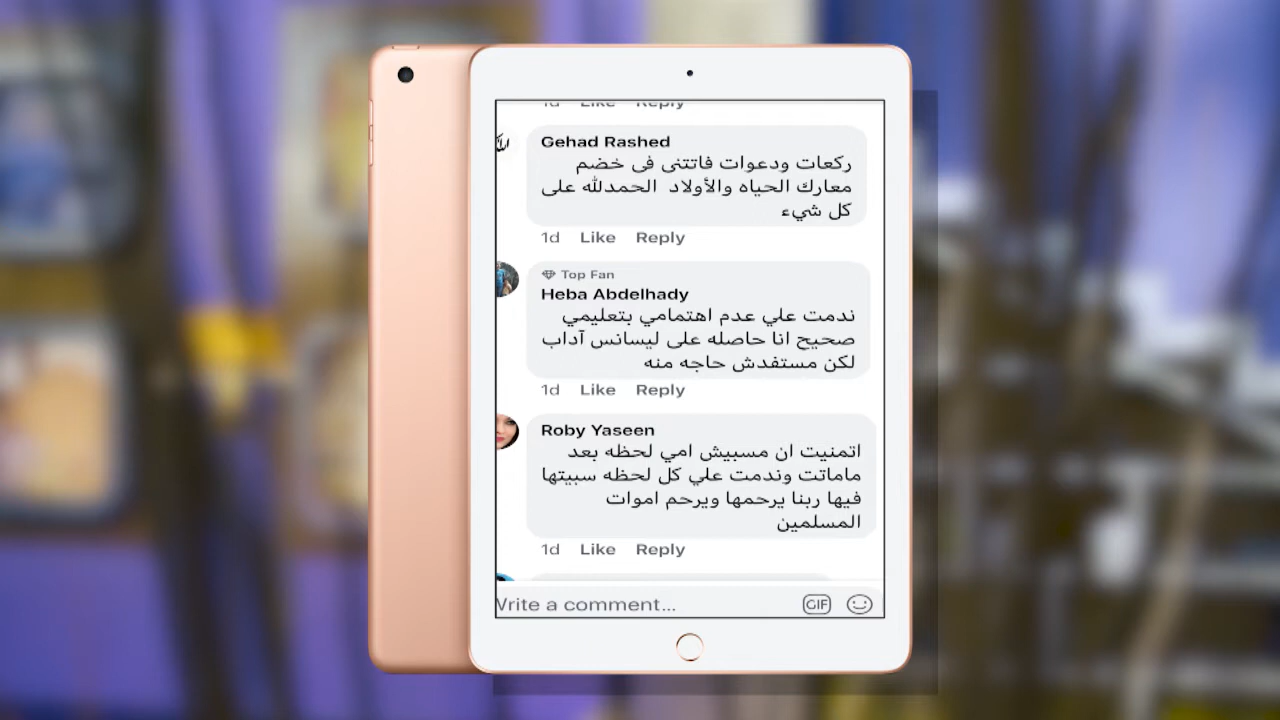 1d Like Reply
Gehad Rashed
ركعات ودعوات فاتتنى فى خضم
معارك الحياه والأولاد الحمدلله على
كل شيء
1d Like Reply
Top Fan
Heba Abdelhady
ندمت علي عدم اهتمامي بتعليمي
صحيح انا حاصله على ليسانس آداب
لكن مستفدش حاجه منه
1d Like Reply
Roby Yaseen
اتمنيت ان مسبيش امي لحظه بعد
ماماتت وندمت علي كل لحظه سبيتها
فيها ربنا يرحمها ويرحم اموات
المسلمين
1d Like Reply
Write a comment...
GIF